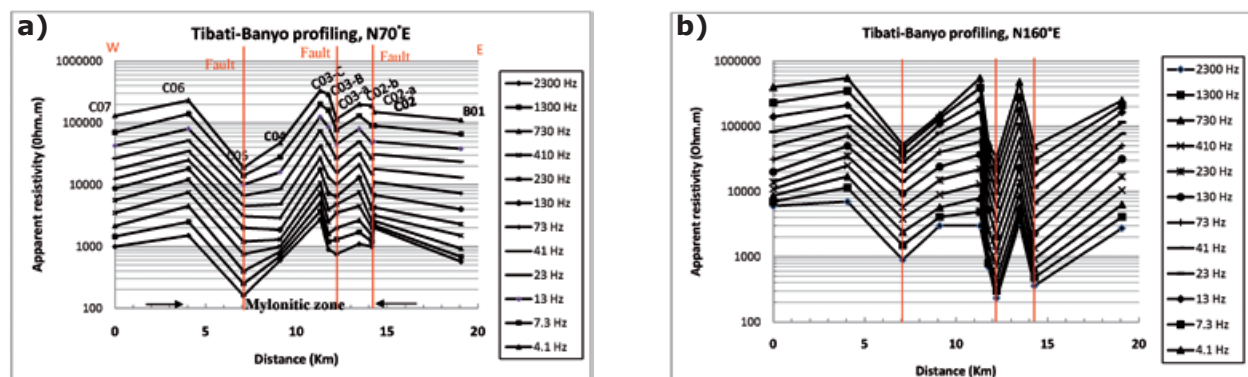 a)
Tibati-Banyo profiling, N70°E
W
E
Fault
Fault
Fault
Apparent resistivity (0hm.m)
1000000
100000
10000
1000
100
C07
C06
C05
C04
C03-C
C03-B
C03-a
C02-b
C02-a
C02
B01
Mylonitic zone
0 5 10 15 20
Distance (Km)
2300 Hz
1300 Hz
730 Hz
410 Hz
230 Hz
130 Hz
73 Hz
41 Hz
23 Hz
13 Hz
7.3 Hz
4.1 Hz
b)
Tibati-Banyo profiling, N160°E
Apparent resistivity (Ohm.m)
1000000
100000
10000
1000
100
0 5 10 15 20
Distance (Km)
2300 Hz
1300 Hz
730 Hz
410 Hz
230 Hz
130 Hz
73 Hz
41 Hz
23 Hz
13 Hz
7.3 Hz
4.1 Hz